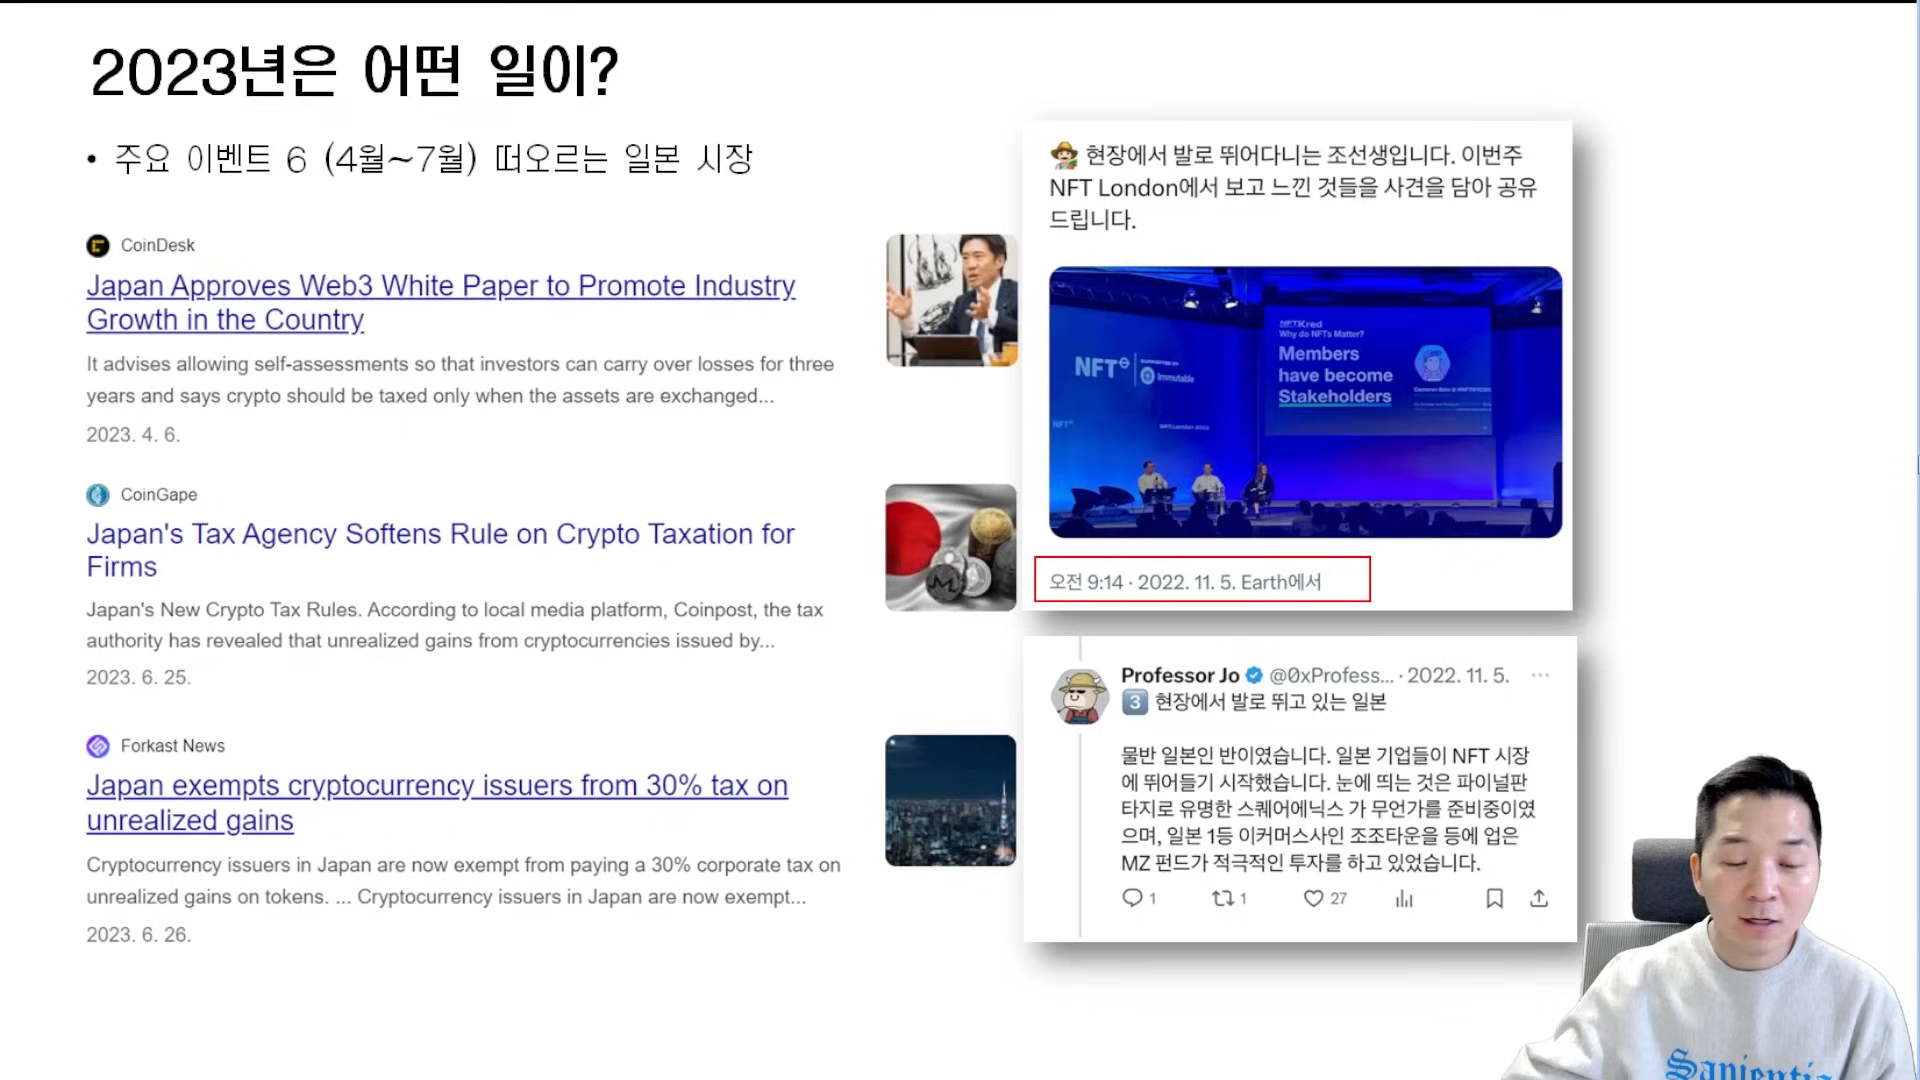 2023년은 어떤 일이?
• 주요 이벤트 6 (4월~7월) 떠오르는 일본 시장
CoinDesk
Japan Approves Web3 White Paper to Promote Industry
Growth in the Country
It advises allowing self-assessments so that investors can carry over losses for three
years and says crypto should be taxed only when the assets are exchanged...
2023. 4. 6.
CoinGape
Japan's Tax Agency Softens Rule on Crypto Taxation for
Firms
Japan's New Crypto Tax Rules. According to local media platform, Coinpost, the tax
authority has revealed that unrealized gains from cryptocurrencies issued by...
2023. 6. 25.
Forkast News
Japan exempts cryptocurrency issuers from 30% tax on
unrealized gains
Cryptocurrency issuers in Japan are now exempt from paying a 30% corporate tax on
unrealized gains on tokens. ... Cryptocurrency issuers in Japan are now exempt...
2023. 6. 26.
현장에서 발로 뛰어다니는 조선생입니다. 이번주
NFT London에서 보고 느낀 것들을 사견을 담아 공유
드립니다.
NFT
SUPPORTED BY
Immutable
NFT.Kred
Why do NFTs Matter?
Members
have become
Stakeholders
NFT.London 2022
오전 9:14 · 2022. 11. 5. Earth에서
Professor Jo @0xProfess... · 2022. 11. 5.
3 현장에서 발로 뛰고 있는 일본
물반 일본인 반이였습니다. 일본 기업들이 NFT 시장
에 뛰어들기 시작했습니다. 눈에 띄는 것은 파이널판
타지로 유명한 스퀘어에닉스 가 무언가를 준비중이였
으며, 일본 1등 이커머스사인 조조타운을 등에 업은
MZ 펀드가 적극적인 투자를 하고 있었습니다.
1 1 27